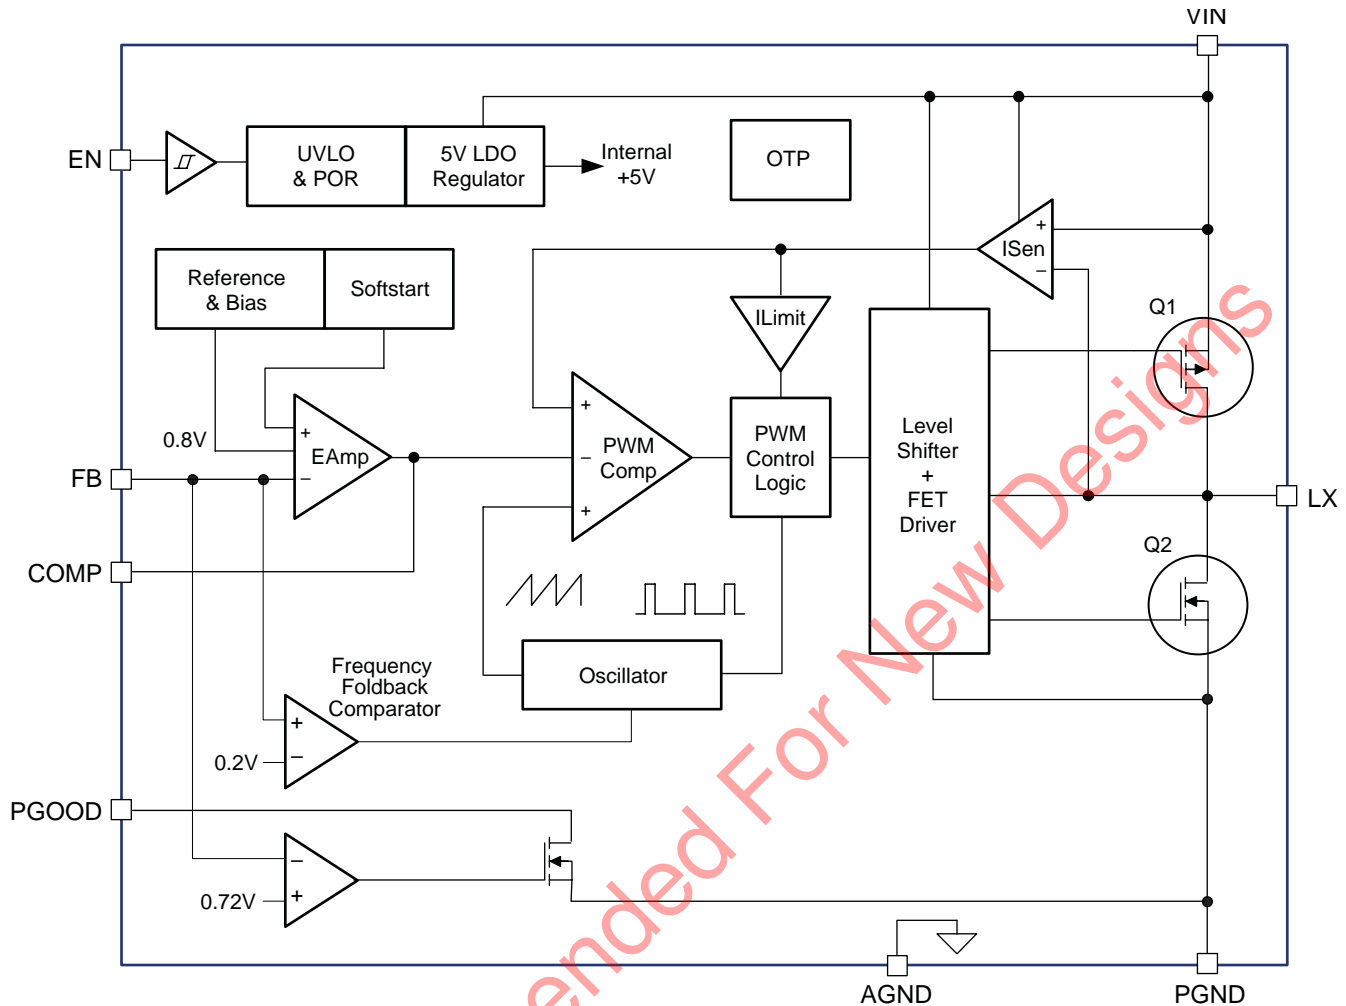 VIN
EN
UVLO
& POR
5V LDO
Regulator
Internal
+5V
OTP
Reference
& Bias
Softstart
ISen
+
−
ILimit
Q1
0.8V
+
EAmp
−
FB
+
PWM
−
Comp
+
PWM
Control
Logic
Level
Shifter
+
FET
Driver
LX
Q2
COMP
Oscillator
Frequency
Foldback
Comparator
+
−
0.2V
PGOOD
−
+
0.72V
AGND
PGND
ended For New Designs